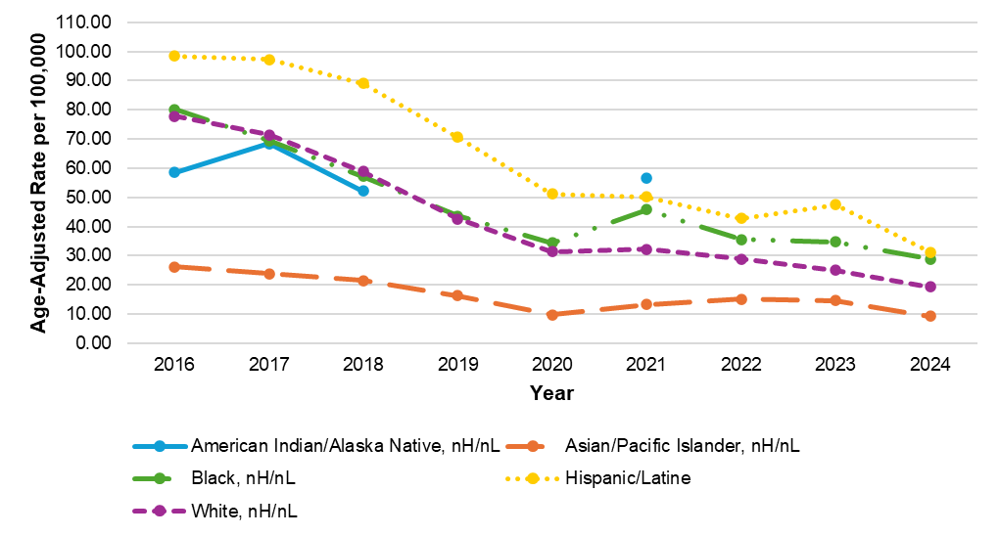 Age-Adjusted Rate per 100,000
110.00
100.00
90.00
80.00
70.00
60.00
50.00
40.00
30.00
20.00
10.00
0.00
2016 2017 2018 2019 2020 2021 2022 2023 2024
Year
American Indian/Alaska Native, nH/nL Asian/Pacific Islander, nH/nL
Black, nH/nL Hispanic/Latine
White, nH/nL